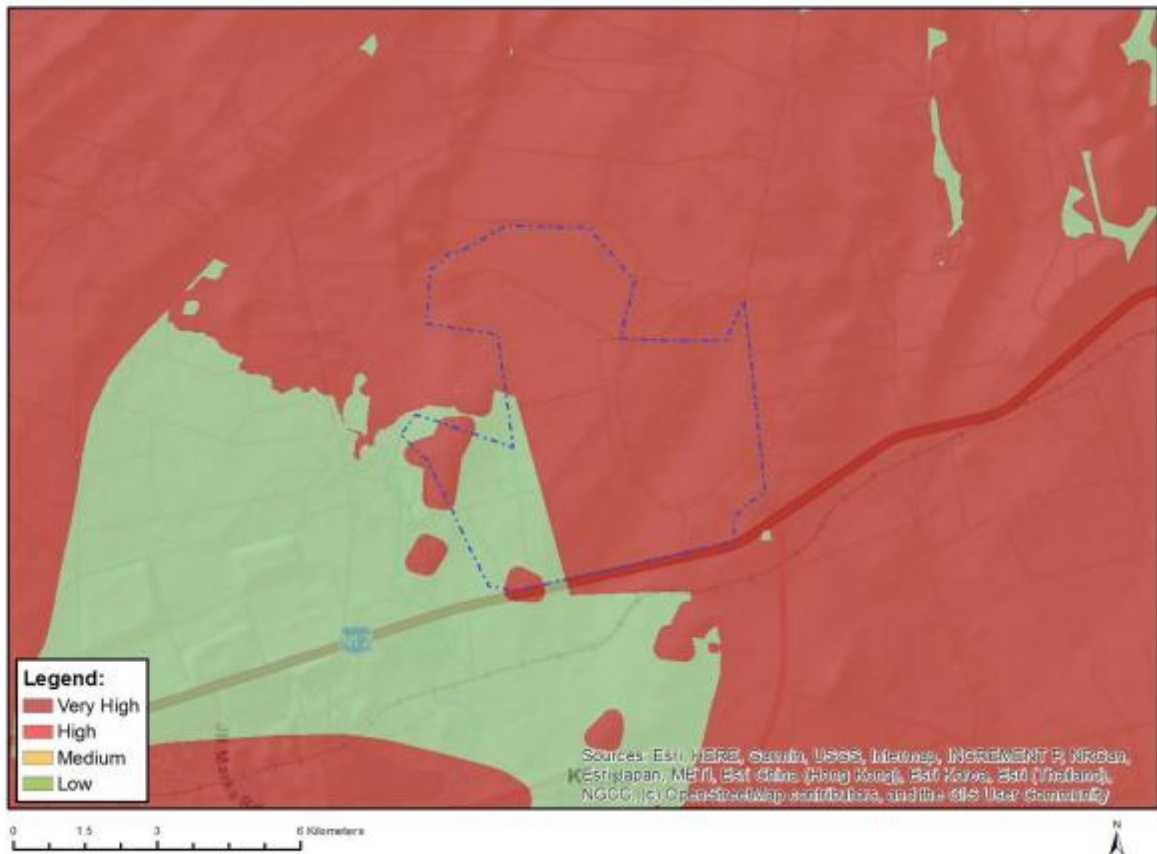 N12
Legend:
Very High
High
Medium
Low
Sources: Esri, HERE, Garmin, USGS, Intermap, INCREMENT P, NRCan,
K Esri Japan, METI, Esri China (Hong Kong), Esri Korea, Esri (Thailand),
NGCC, (c) OpenStreetMap contributors, and the GIS User Community
0 1.5 3 6 Kilometers
N